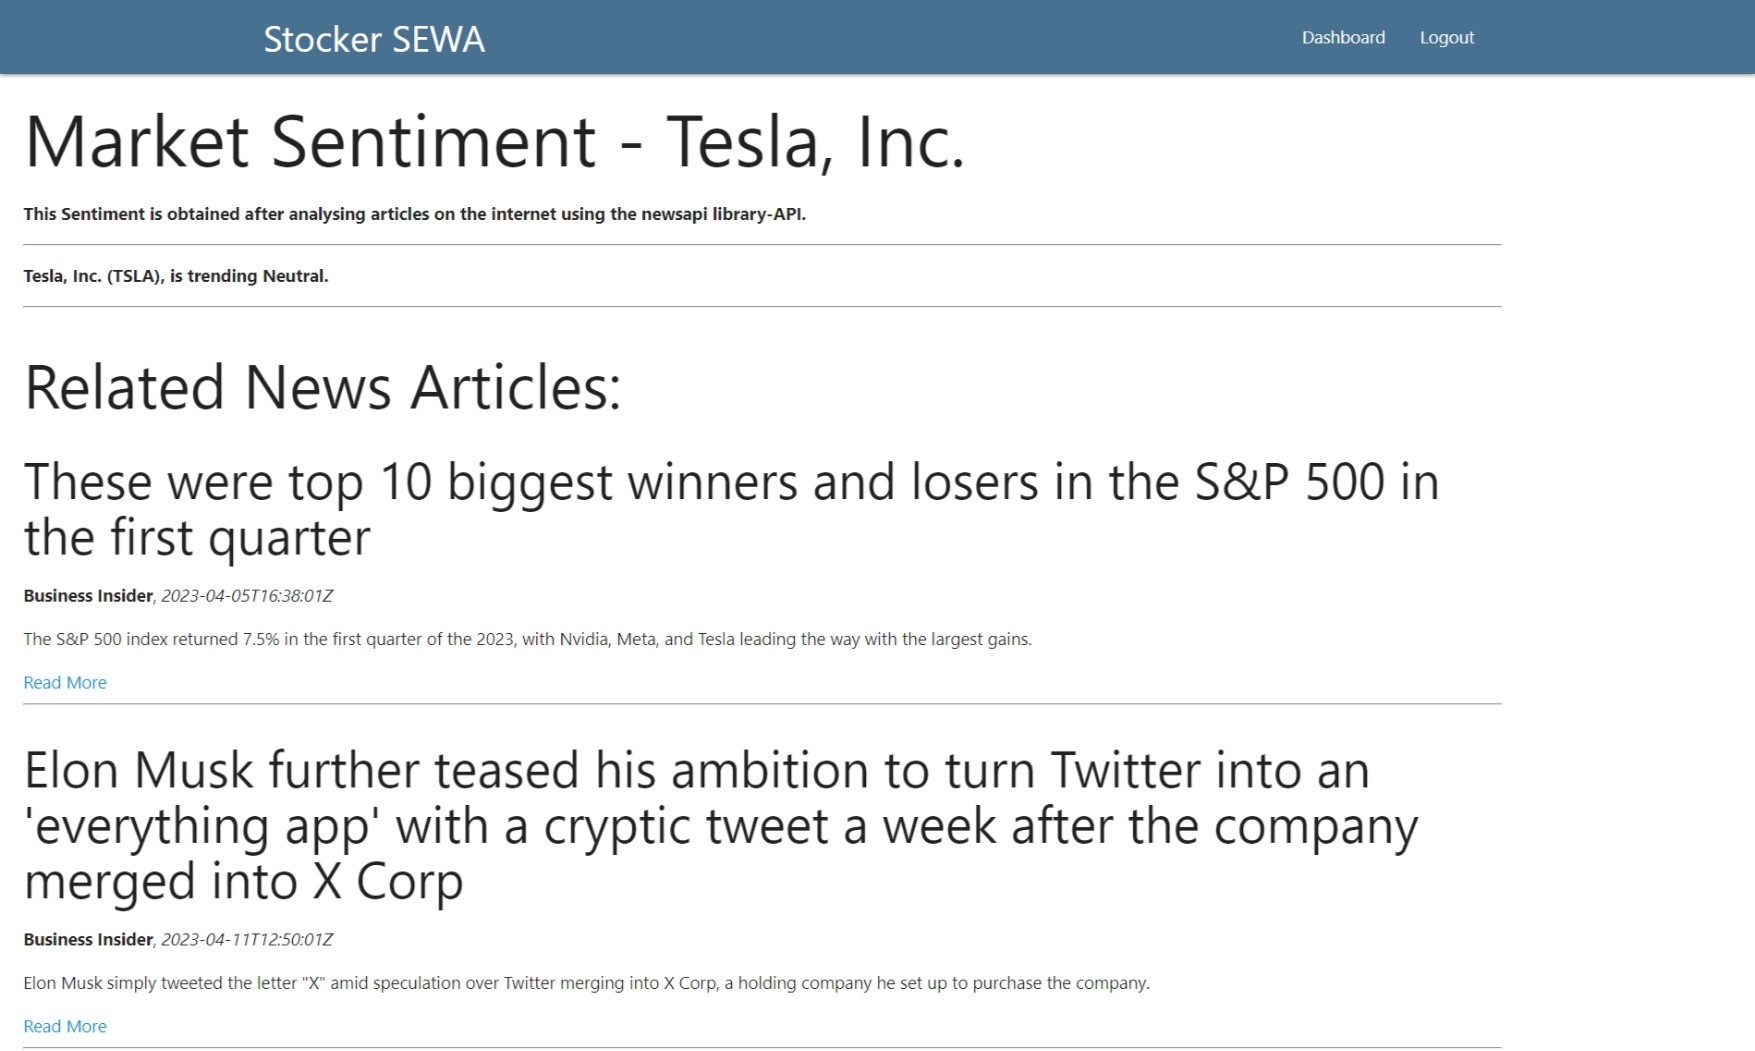 Stocker SEWA
Dashboard
Logout
Market Sentiment - Tesla, Inc.
This Sentiment is obtained after analysing articles on the internet using the newsapi library-API.
Tesla, Inc. (TSLA), is trending Neutral.
Related News Articles:
These were top 10 biggest winners and losers in the S&P 500 in
the first quarter
Business Insider, 2023-04-05T16:38:01Z
The S&P 500 index returned 7.5% in the first quarter of the 2023, with Nvidia, Meta, and Tesla leading the way with the largest gains.
Read More
Elon Musk further teased his ambition to turn Twitter into an
'everything app' with a cryptic tweet a week after the company
merged into X Corp
Business Insider, 2023-04-11T12:50:01Z
Elon Musk simply tweeted the letter "X" amid speculation over Twitter merging into X Corp, a holding company he set up to purchase the company.
Read More